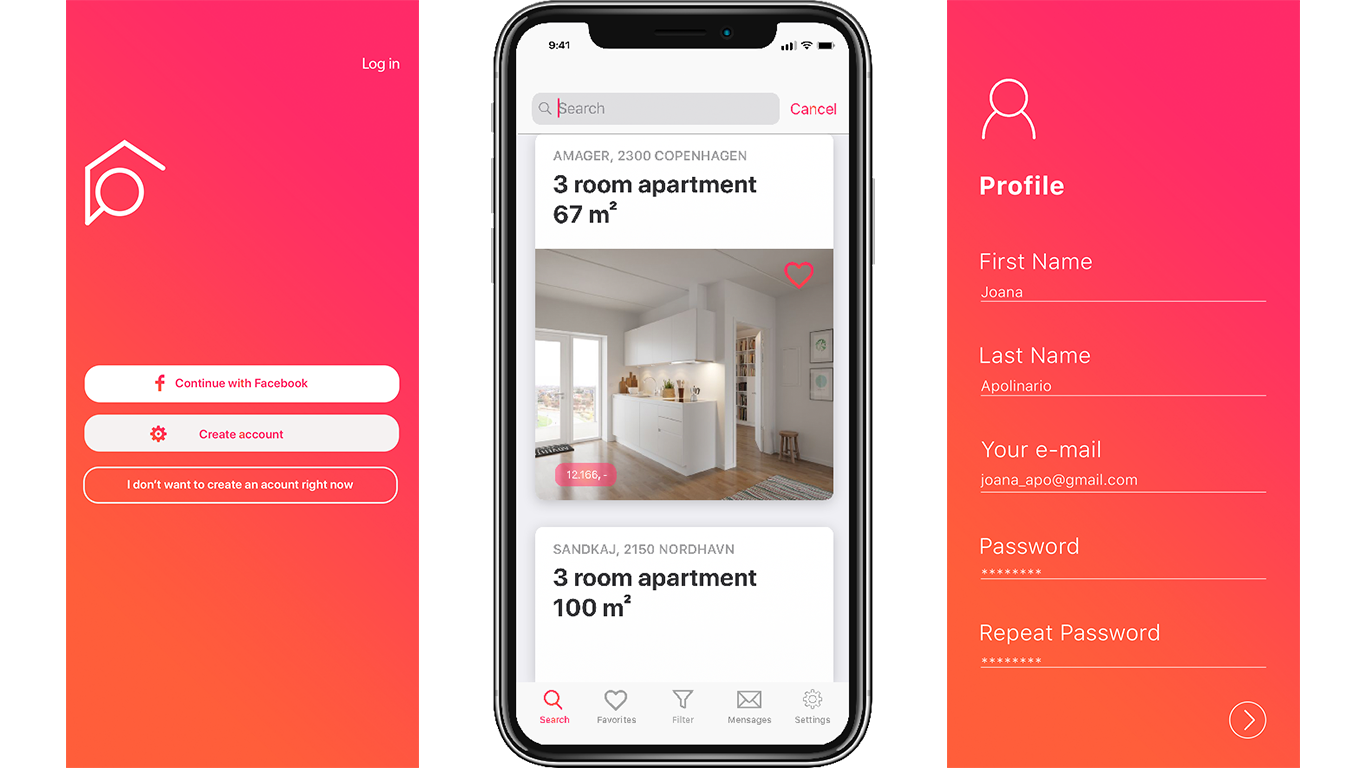 Log in
Continue with Facebook
Create account
I don't want to create an acount right now
9:41
Search
Cancel
AMAGER, 2300 COPENHAGEN
3 room apartment
67 m²
12.166, -
SANDKAJ, 2150 NORDHAVN
3 room apartment
100 m²
Search
Favorites
Filter
Mensages
Settings
Profile
First Name
Joana
Last Name
Apolinario
Your e-mail
joana_apo@gmail.com
Password
********
Repeat Password
********